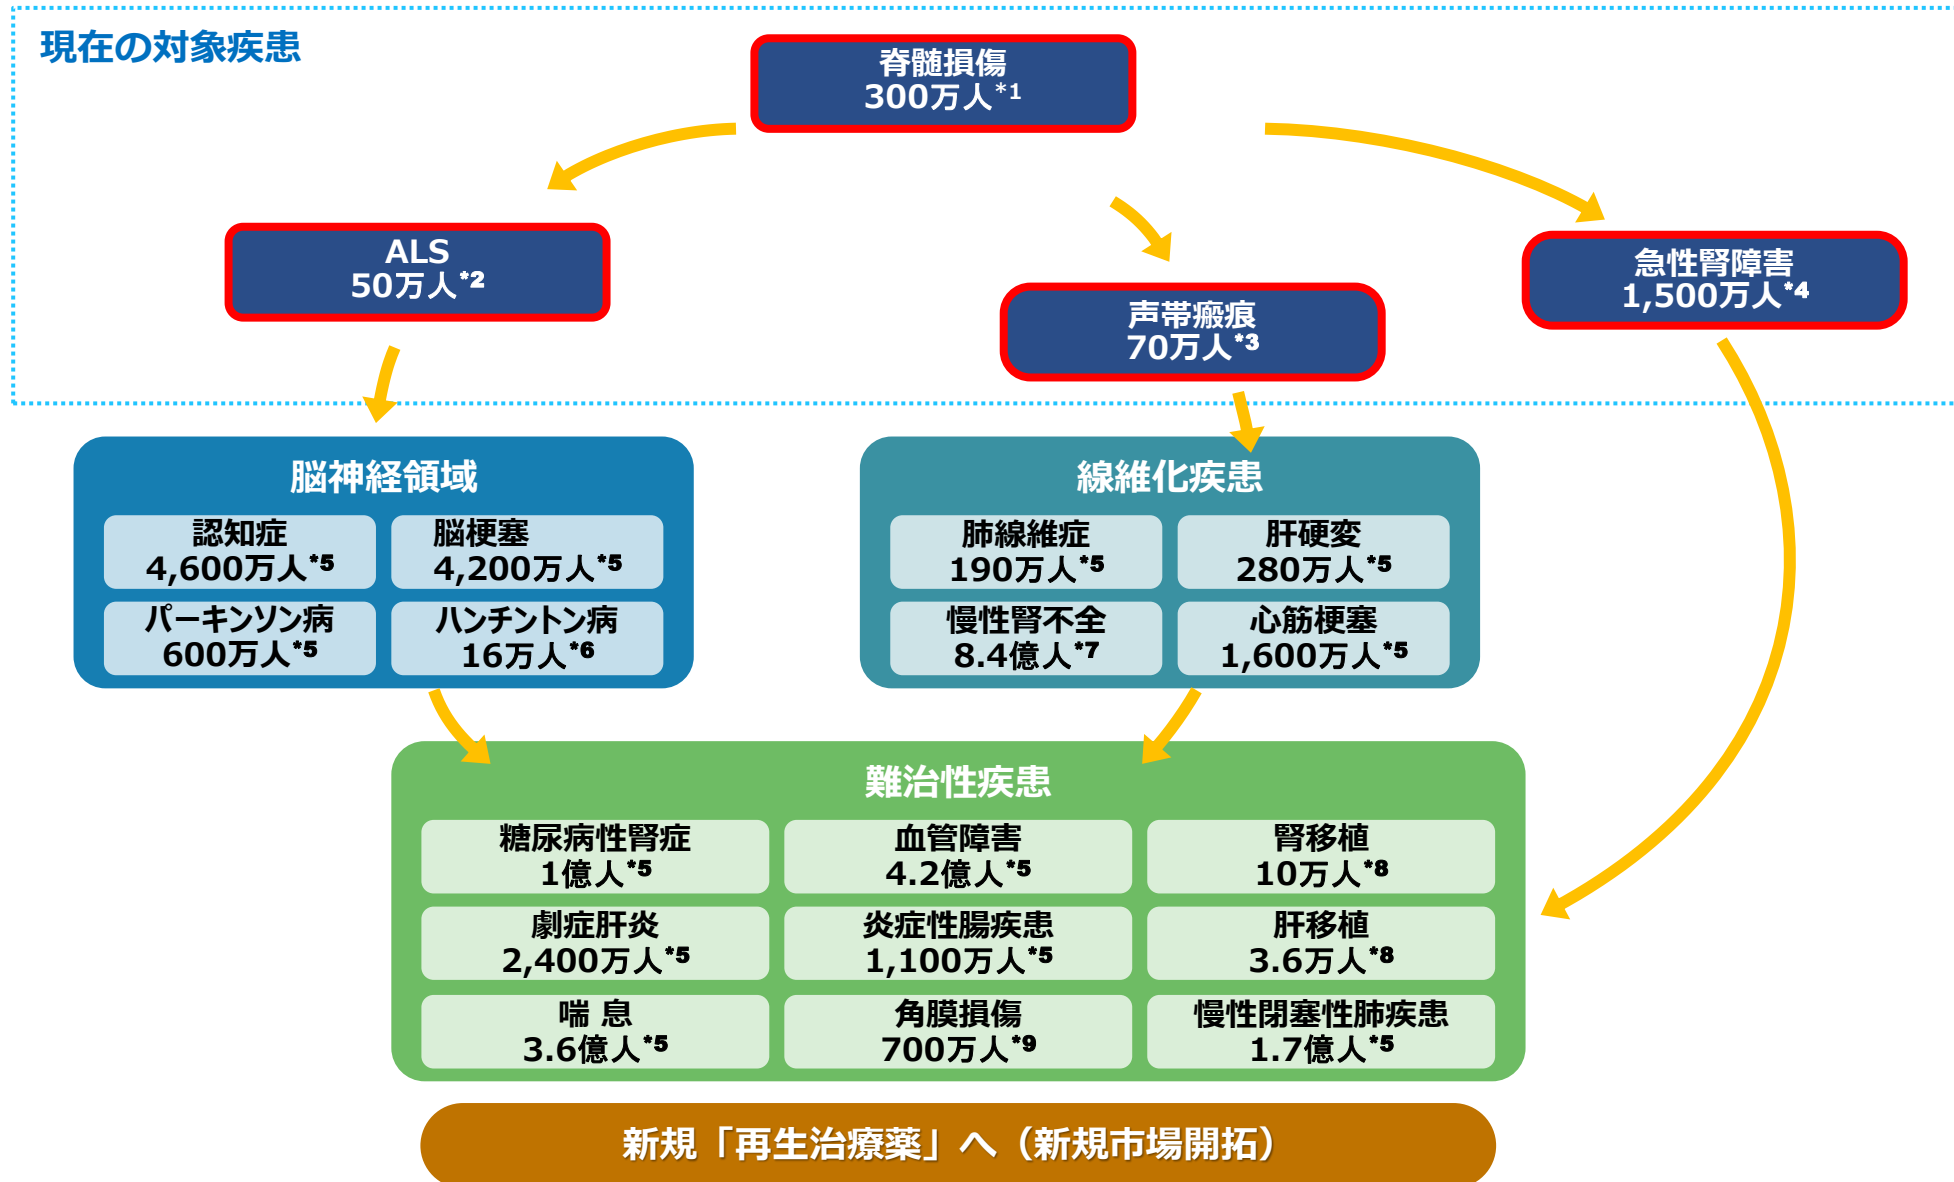 現在の対象疾患
脊髄損傷
300万人*1
ALS
50万人*2
声帯瘢痕
70万人*3
急性腎障害
1,500万人*4
脳神経領域
認知症
4,600万人*5
脳梗塞
4,200万人*5
パーキンソン病
600万人*5
ハンチントン病
16万人*6
線維化疾患
肺線維症
190万人*5
肝硬変
280万人*5
慢性腎不全
8.4億人*7
心筋梗塞
1,600万人*5
難治性疾患
糖尿病性腎症
1億人*5
血管障害
4.2億人*5
腎移植
10万人*8
劇症肝炎
2,400万人*5
炎症性腸疾患
1,100万人*5
肝移植
3.6万人*8
喘 息
3.6億人*5
角膜損傷
700万人*9
慢性閉塞性肺疾患
1.7億人*5
新規「再生治療薬」へ（新規市場開拓）